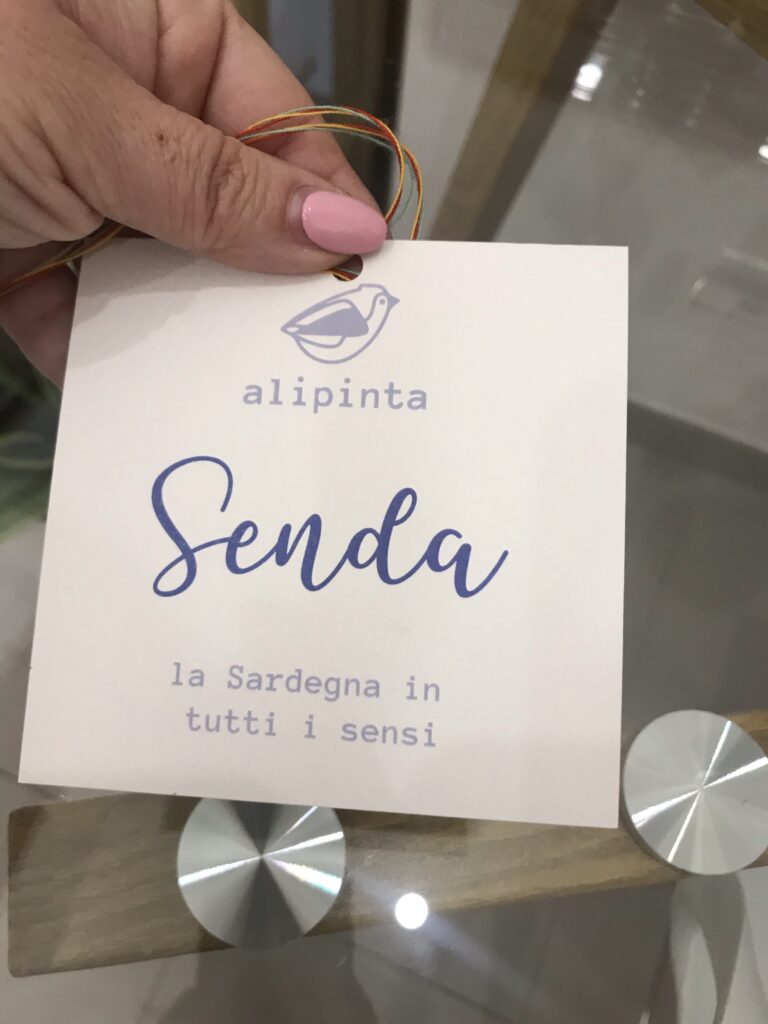 alipinta
Senda
la Sardegna in
tutti i sensi